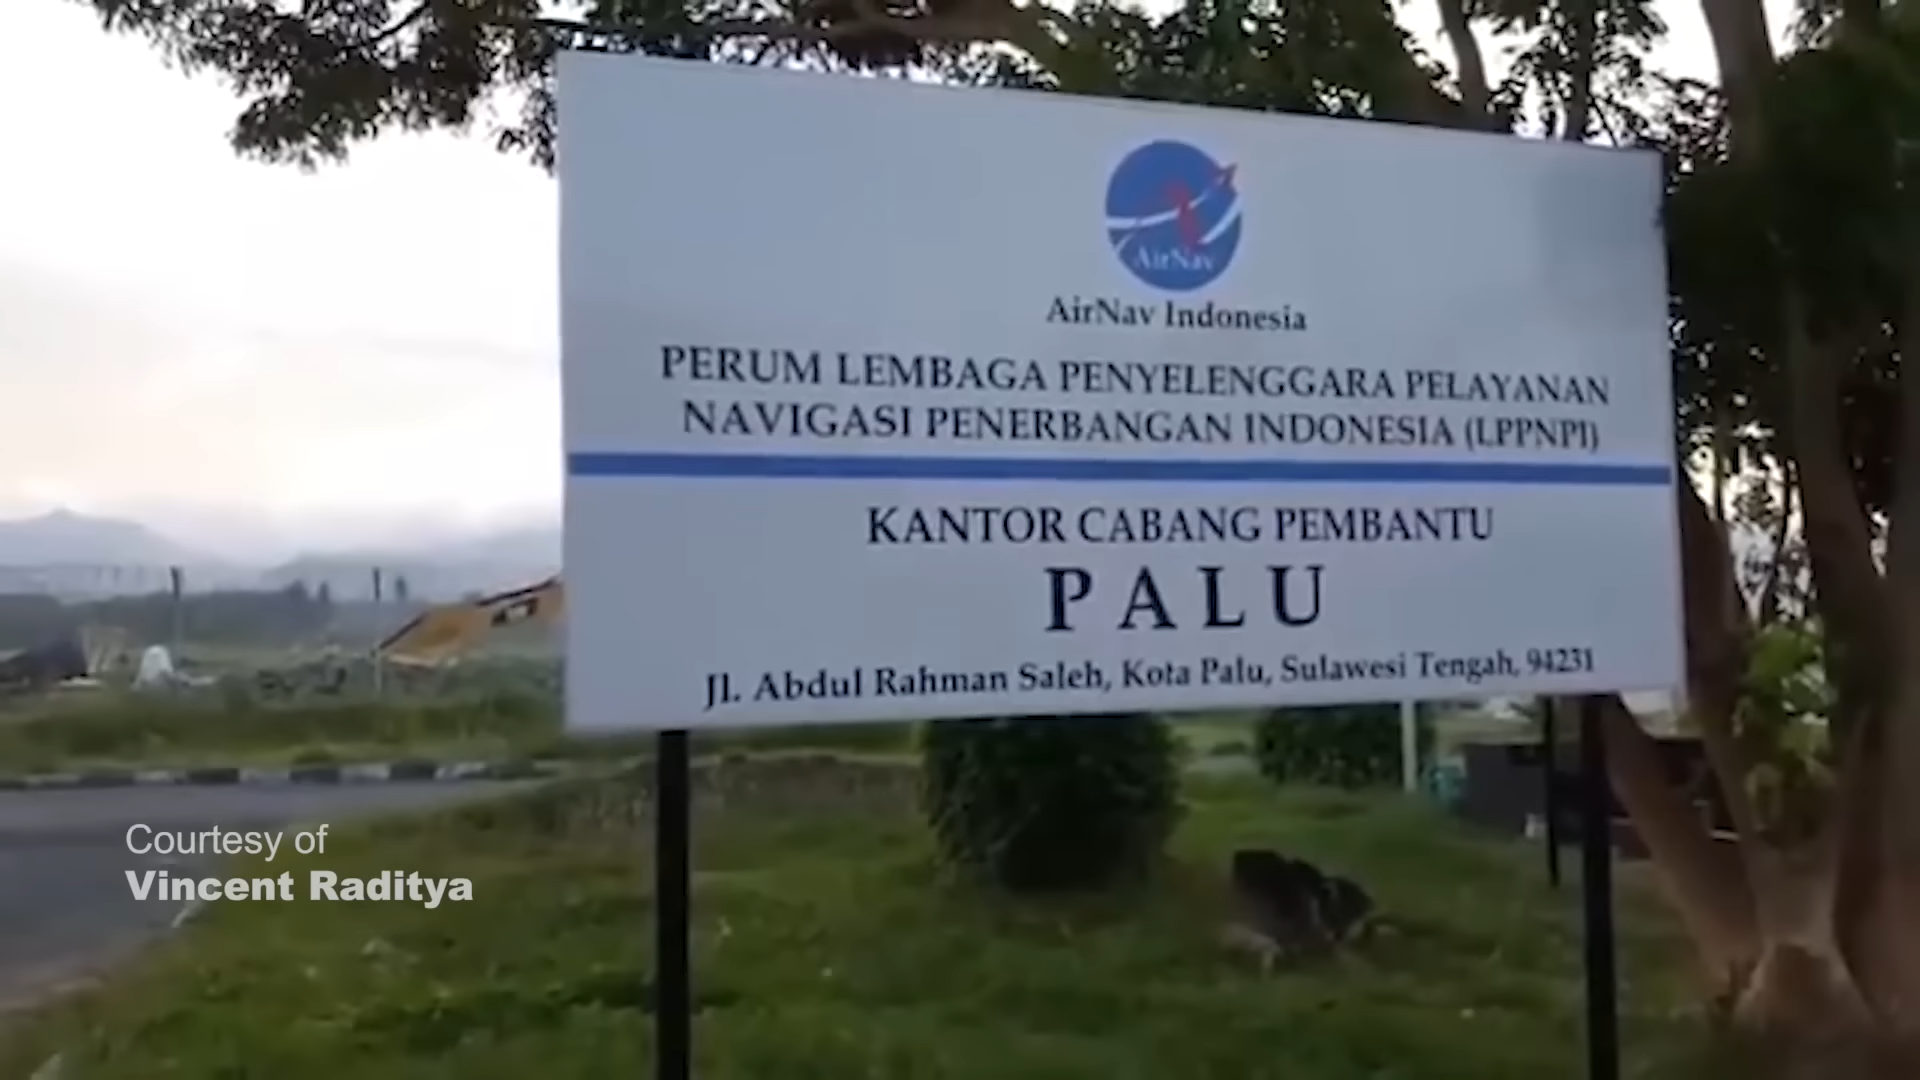 AirNav
AirNav Indonesia
PERUM LEMBAGA PENYELENGGARA PELAYANAN
NAVIGASI PENERBANGAN INDONESIA (LPPNPI)
KANTOR CABANG PEMBANTU
PALU
Jl. Abdul Rahman Saleh, Kota Palu, Sulawesi Tengah, 94231
Courtesy of
Vincent Raditya